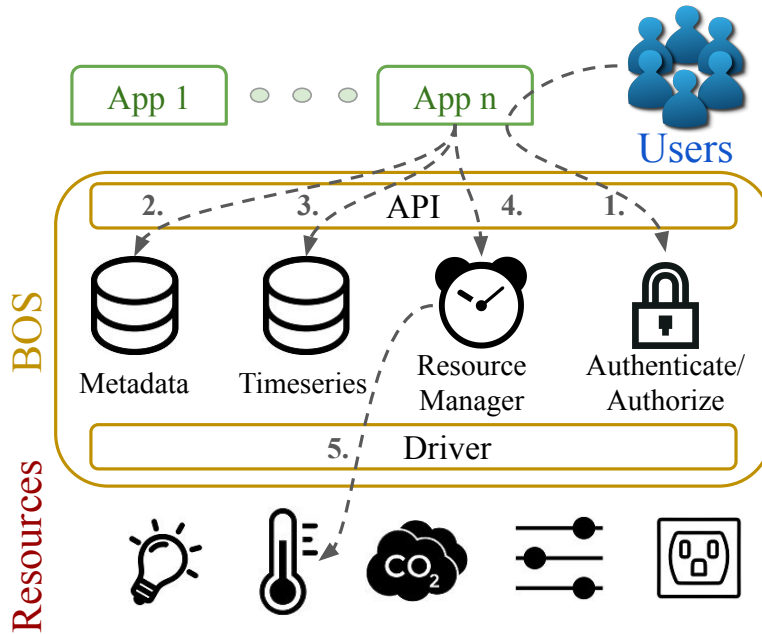 App 1
App n
Users
2.
3.
API
4.
1.
BOS
Metadata
Timeseries
Resource
Manager
Authenticate/
Authorize
5.
Driver
Resources
CO2